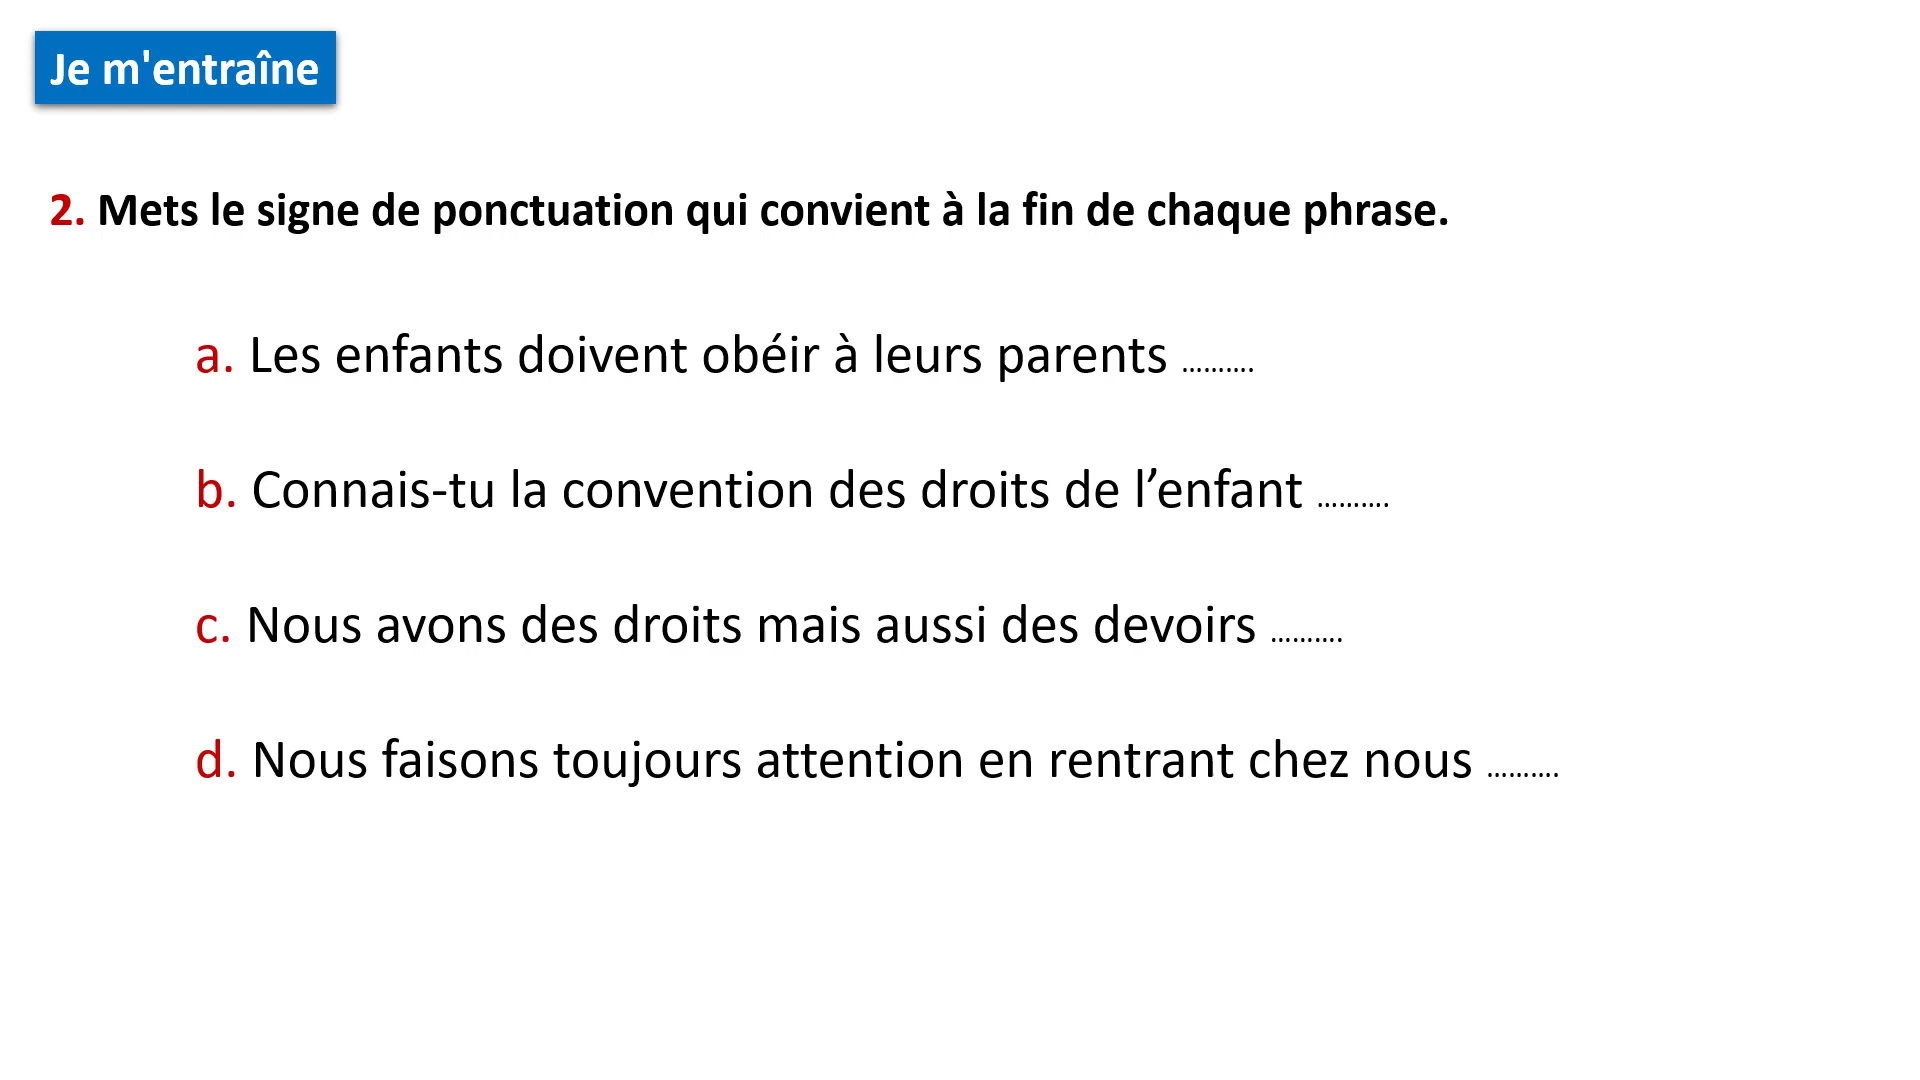 Je m'entraîne
2. Mets le signe de ponctuation qui convient à la fin de chaque phrase.
a. Les enfants doivent obéir à leurs parents ..........
b. Connais-tu la convention des droits de l’enfant ..........
c. Nous avons des droits mais aussi des devoirs ..........
d. Nous faisons toujours attention en rentrant chez nous ..........